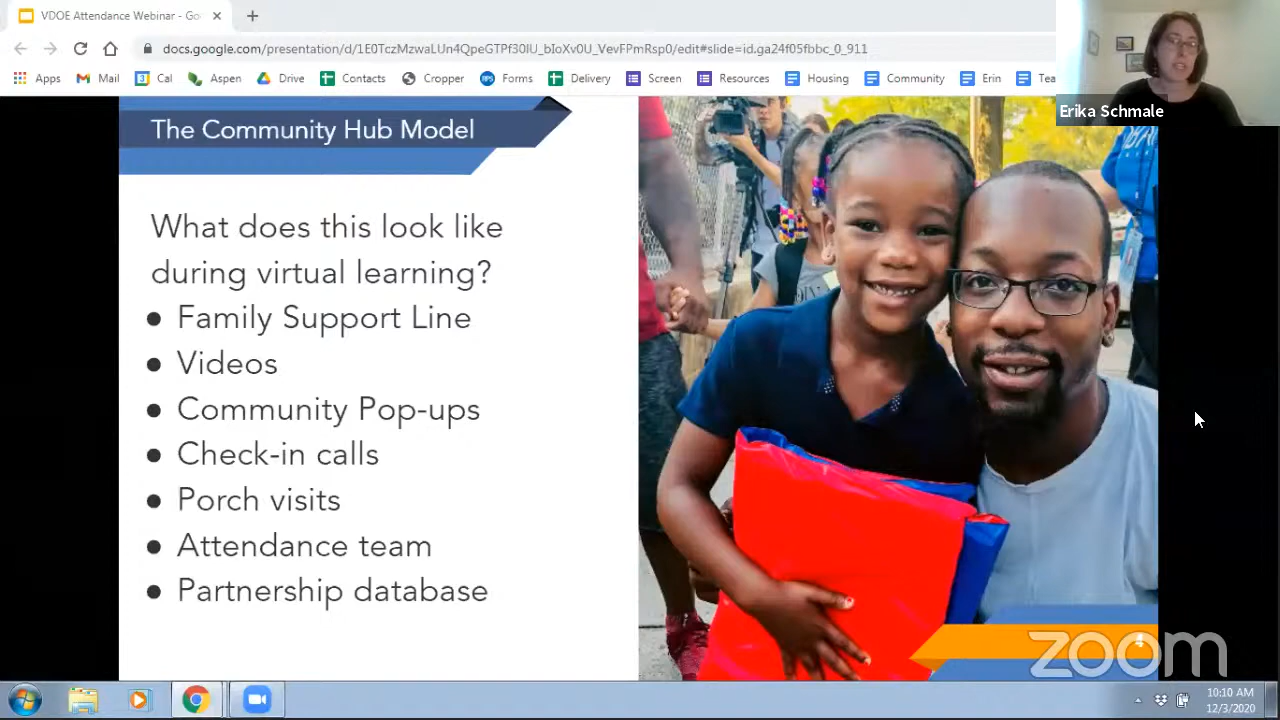 VDOE Attendance Webinar - Go
docs.google.com/presentation/d/1E0TczMzwaLUn4QpeGTPf30IU_bIoXv0U_VevFPmRsp0/edit#slide=id.ga24f05fbbc_0_911
Apps Mail Cal Aspen Drive Contacts Cropper Forms Delivery Screen Resources Housing Community Erin Tea
Erika Schmale
The Community Hub Model
What does this look like
during virtual learning?
● Family Support Line
● Videos
● Community Pop-ups
● Check-in calls
● Porch visits
● Attendance team
● Partnership database
4
zoom
10:10 AM
12/3/2020